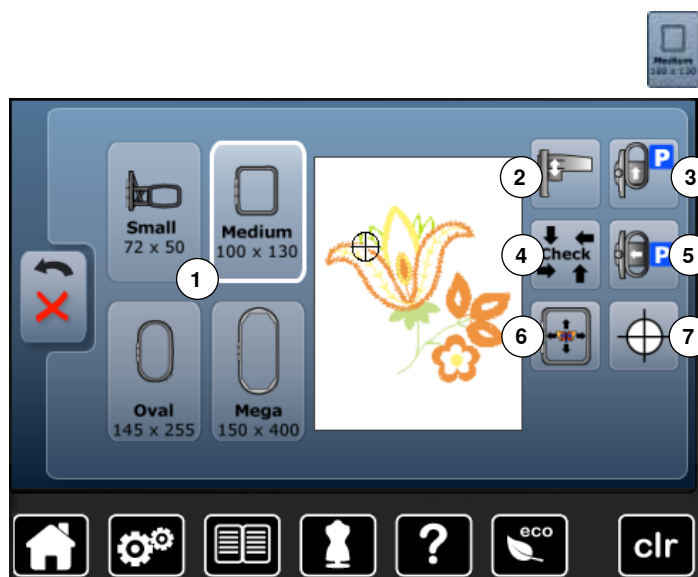 Medium
100 x 130
Small
72 x 50
Medium
100 x 130
1
2
P
3
4
Check
P
5
6
7
Oval
145 x 255
Mega
150 x 400
?
eco
clr